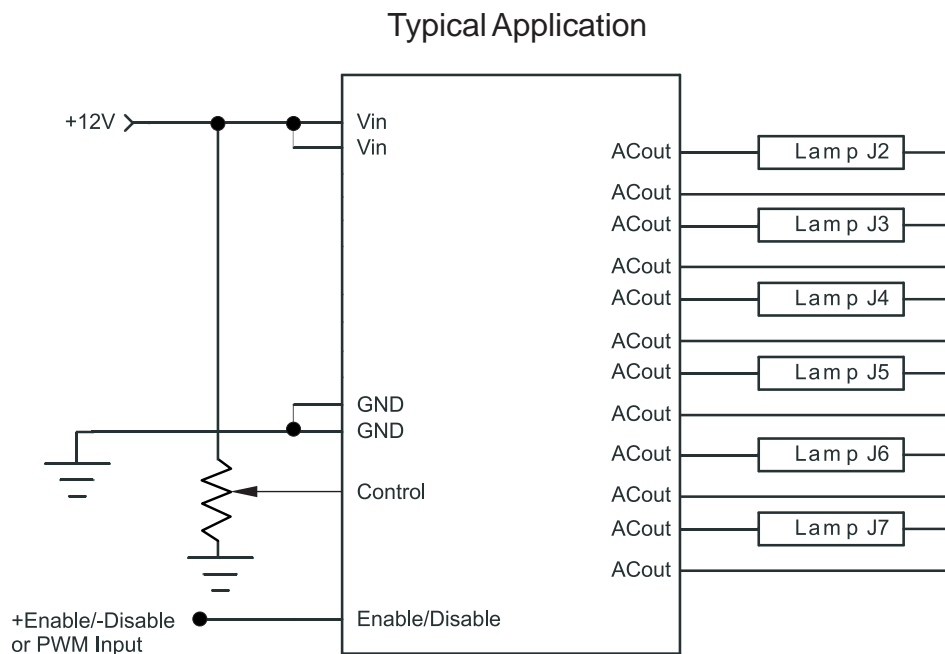 Typical Application
+12V
Vin
Vin
GND
GND
Control
+Enable/-Disable
or PWM Input
Enable/Disable
ACout
Lamp J2
ACout
ACout
Lamp J3
ACout
ACout
Lamp J4
ACout
ACout
Lamp J5
ACout
ACout
Lamp J6
ACout
ACout
Lamp J7
ACout